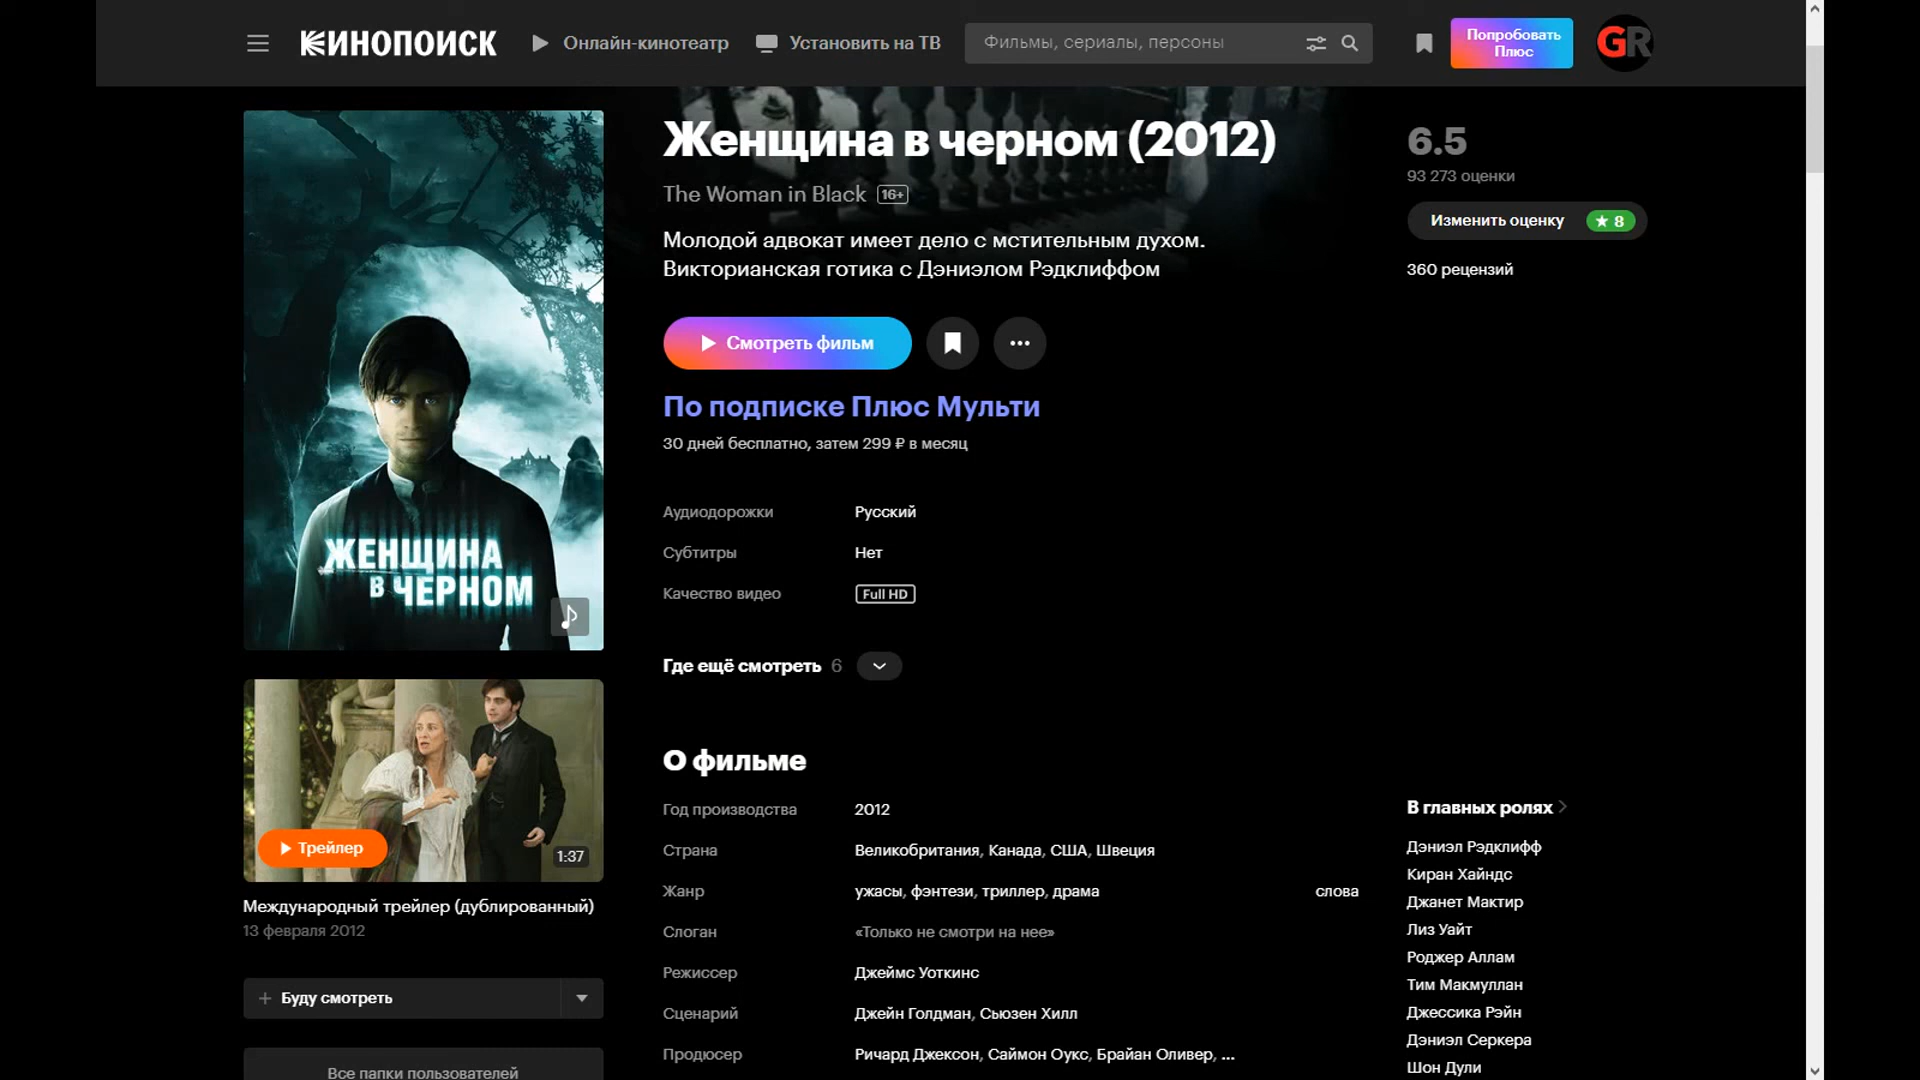 КИНОПОИСК
Онлайн-кинотеатр
Установить на ТВ
Фильмы, сериалы, персоны
Попробовать
Плюс
GR
ЖЕНЩИНА
В ЧЕРНОМ
Трейлер
1:37
Международный трейлер (дублированный)
13 февраля 2012
Буду смотреть
Все папки пользователей
Женщина в черном (2012)
The Woman in Black 16+
Молодой адвокат имеет дело с мстительным духом.
Викторианская готика с Дэниэлом Рэдклиффом
Смотреть фильм
По подписке Плюс Мульти
30 дней бесплатно, затем 299 ₽ в месяц
Аудиодорожки Русский
Субтитры Нет
Качество видео Full HD
Где ещё смотреть 6
О фильме
Год производства 2012
Страна Великобритания, Канада, США, Швеция
Жанр ужасы, фэнтези, триллер, драма слова
Слоган «Только не смотри на нее»
Режиссер Джеймс Уоткинс
Сценарий Джейн Голдман, Сьюзен Хилл
Продюсер Ричард Джексон, Саймон Оукс, Брайан Оливер, ...
6.5
93 273 оценки
Изменить оценку ★ 8
360 рецензий
В главных ролях
Дэниэл Рэдклифф
Киран Хайндс
Джанет Мактир
Лиз Уайт
Роджер Аллам
Тим Макмуллан
Джессика Рэйн
Дэниэл Серкера
Шон Дули